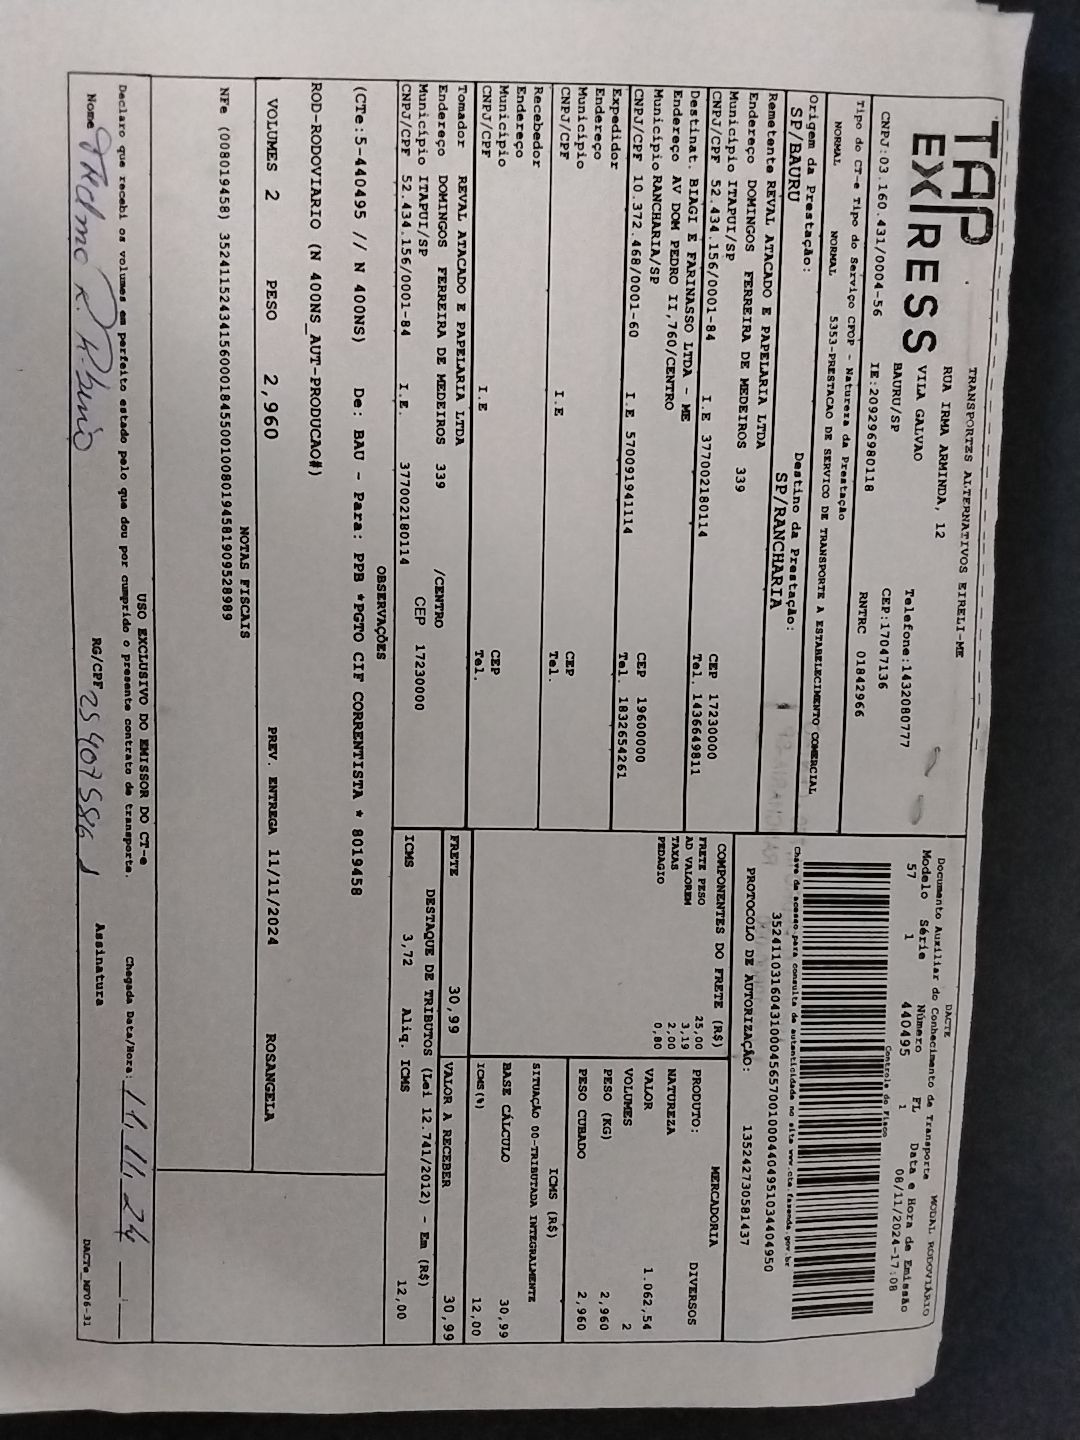 TAP
EXPRESS
TRANSPORTES ALTERNATIVOS EIRELI-ME
RUA IRMA ARMINDA, 12
VILA GALVAO
BAURU/SP
Telefone:1432080777
CEP:17047136
CNPJ:03.160.431/0004-56 IE:209296980118 RNTRC 01842966
Tipo do CT-e Tipo do Serviço CFOP - Natureza da Prestação
NORMAL NORMAL 5353-PRESTACAO DE SERVICO DE TRANSPORTE A ESTABELECIMENTO COMERCIAL
Origem da Prestação: Destino da Prestação:
SP/BAURU SP/RANCHARIA
Remetente REVAL ATACADO E PAPELARIA LTDA
Endereço DOMINGOS FERREIRA DE MEDEIROS 339
Município ITAPUI/SP CEP 17230000
CNPJ/CPF 52.434.156/0001-84 I.E 377002180114 Tel. 1436649811
Destinat. BIAGI E FARINASSO LTDA - ME
Endereço AV DOM PEDRO II,760/CENTRO
Município RANCHARIA/SP CEP 19600000
CNPJ/CPF 10.372.468/0001-60 I.E 570091941114 Tel. 1832654261
Expedidor
Endereço
Município CEP
CNPJ/CPF I.E Tel.
Recebedor
Endereço
Município CEP
CNPJ/CPF I.E Tel.
Tomador REVAL ATACADO E PAPELARIA LTDA
Endereço DOMINGOS FERREIRA DE MEDEIROS 339 /CENTRO
Município ITAPUI/SP CEP 17230000
CNPJ/CPF 52.434.156/0001-84 I.E. 377002180114
DACTE
Documento Auxiliar do Conhecimento de Transporte MODAL RODOVIÁRIO
Modelo Série Número FL Data e Hora de Emissão
57 1 440495 1 08/11/2024-17:08
Controle do Fisco
Chave de acesso para consulta de autenticidade no site www.cte.fazenda.gov.br
35241103160431000456570010004404951034404950
PROTOCOLO DE AUTORIZAÇÃO: 135242730581437
COMPONENTES DO FRETE (R$)
FRETE PESO 25,00
AD VALOREM 3,19
TAXAS 2,00
PEDAGIO 0,80
MERCADORIA
PRODUTO: DIVERSOS
NATUREZA
VALOR 1.062,54
VOLUMES 2
PESO (KG) 2,960
PESO CUBADO 2,960
ICMS (R$)
SITUAÇÃO 00-TRIBUTADA INTEGRALMENTE
BASE CÁLCULO 30,99
ICMS(%) 12,00
FRETE 30,99 VALOR A RECEBER 30,99
DESTAQUE DE TRIBUTOS (Lei 12.741/2012) - Em (R$)
ICMS 3,72 Aliq. ICMS 12,00
OBSERVAÇÕES
(CTe:5-440495 // N 400NS) De: BAU - Para: PPB *PGTO CIF CORRENTISTA * 8019458
ROD-RODOVIARIO (N 400NS_AUT-PRODUCAO#)
VOLUMES 2 PESO 2,960 PREV. ENTREGA 11/11/2024 ROSANGELA
NOTAS FISCAIS
NFe (008019458) 35241152434156000184550010080194581909528989
USO EXCLUSIVO DO EMISSOR DO CT-e
Declaro que recebi os volumes em perfeito estado pelo que dou por cumprido o presente contrato de transporte. Chegada Data/Hora: 11/11/24
Nome RG/CPF Assinatura DACTe_MP06-31